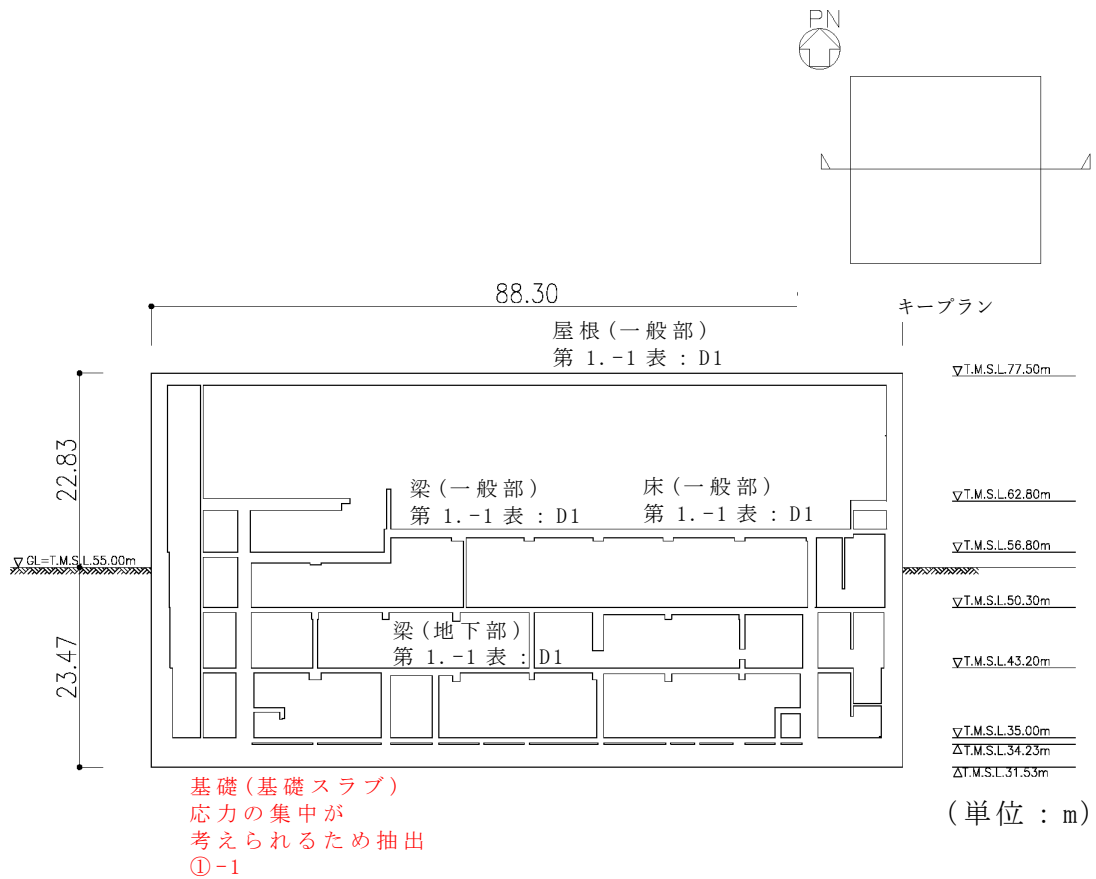 PN
キープラン
88.30
屋根(一般部)
第 1.-1 表 : D1
▽T.M.S.L.77.50m
22.83
梁(一般部)
第 1.-1 表 : D1
床(一般部)
第 1.-1 表 : D1
▽T.M.S.L.62.80m
▽T.M.S.L.56.80m
▽ GL=T.M.S.L.55.00m
▽T.M.S.L.50.30m
23.47
梁(地下部)
第 1.-1 表 : D1
▽T.M.S.L.43.20m
▽T.M.S.L.35.00m
△T.M.S.L.34.23m
△T.M.S.L.31.53m
基礎(基礎スラブ)
応力の集中が
考えられるため抽出
①-1
(単位 : m)